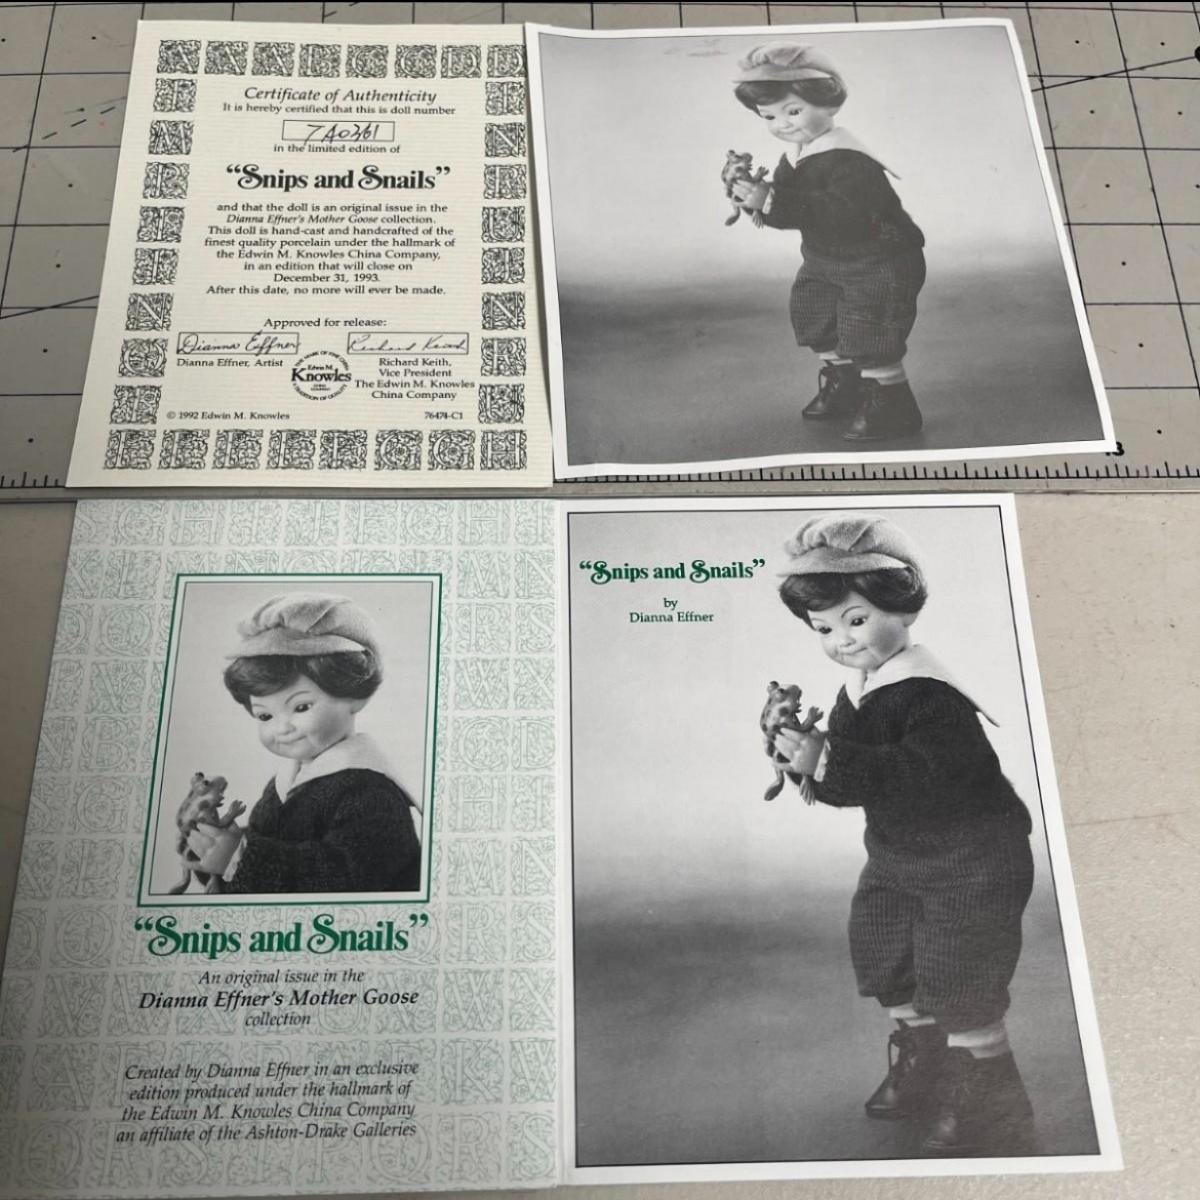 Certificate of Authenticity
It is hereby certified that this is doll number
7A0361
in the limited edition of
“Snips and Snails”
and that the doll is an original issue in the
Dianna Effner's Mother Goose collection.
This doll is hand-cast and handcrafted of the
finest quality porcelain under the hallmark of
the Edwin M. Knowles China Company,
in an edition that will close on
December 31, 1993.
After this date, no more will ever be made.
Approved for release:
Dianna Effner
Richard Keith
Dianna Effner, Artist
Edwin M.
Knowles
CHINA
COMPANY
Richard Keith,
Vice President
The Edwin M. Knowles
China Company
© 1992 Edwin M. Knowles
76474-C1
“Snips and Snails”
by
Dianna Effner
“Snips and Snails”
An original issue in the
Dianna Effner's Mother Goose
collection
Created by Dianna Effner in an exclusive
edition produced under the hallmark of
the Edwin M. Knowles China Company
an affiliate of the Ashton-Drake Galleries